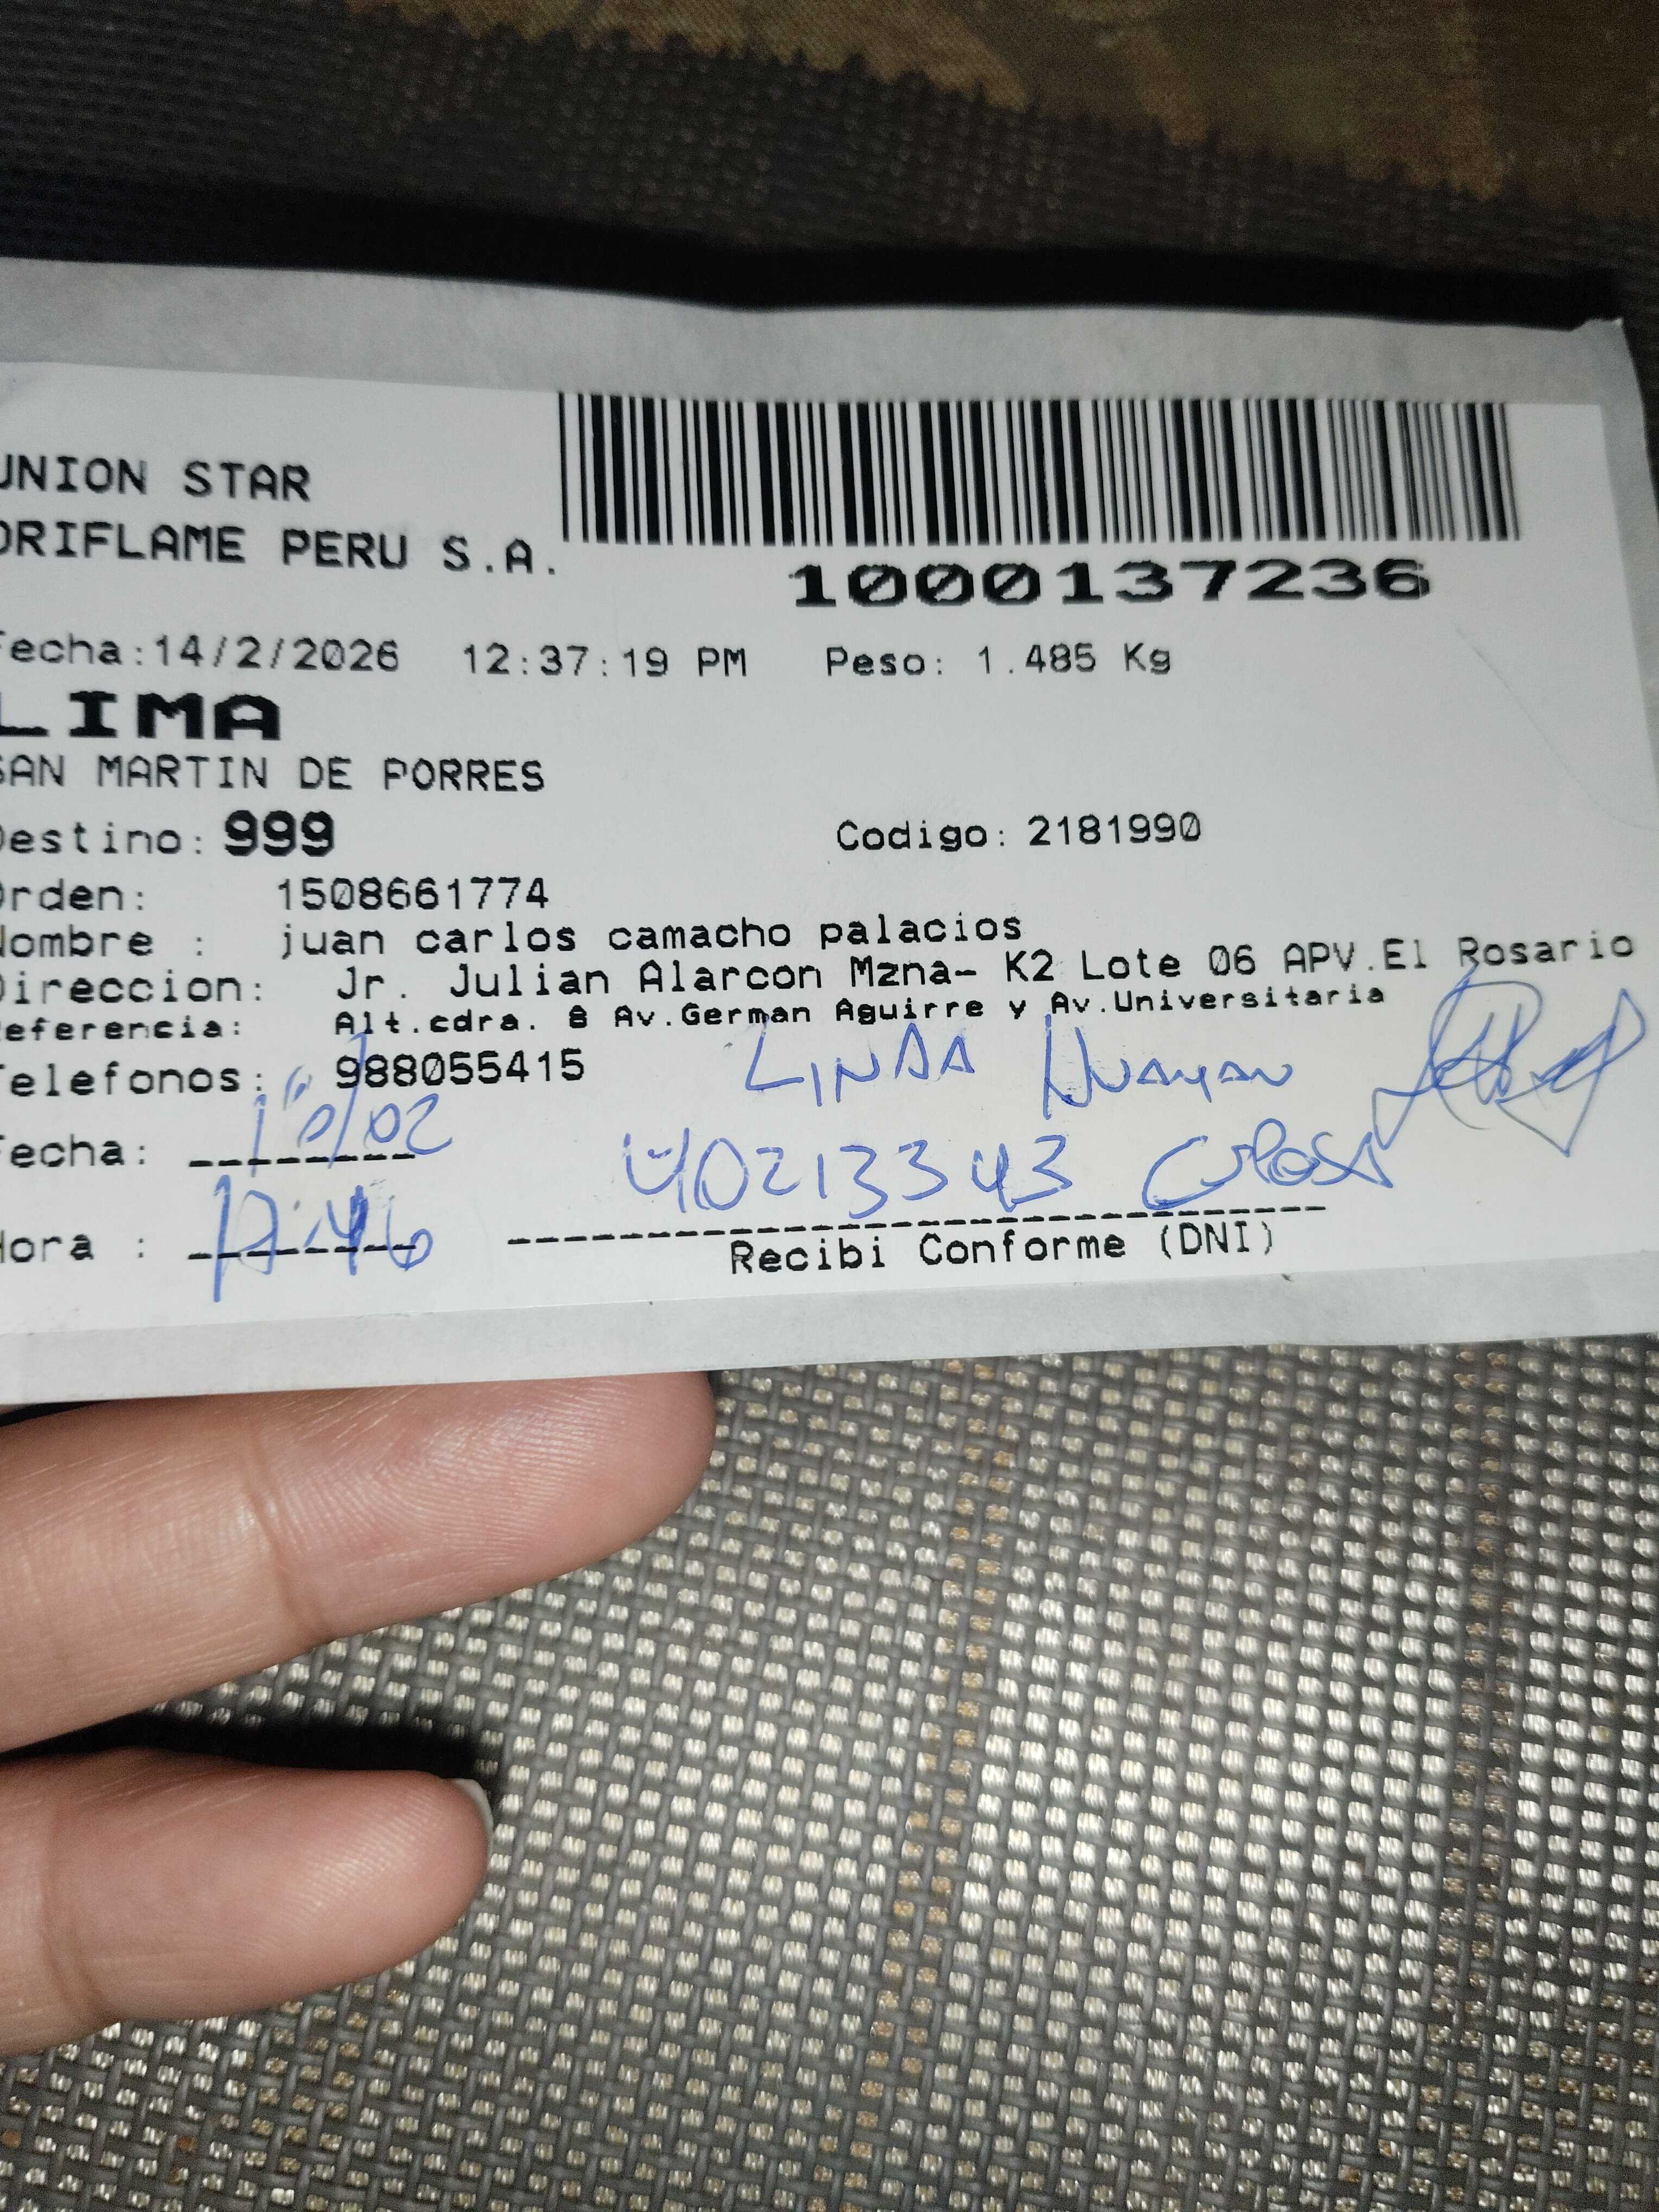 UNION STAR
ORIFLAME PERU S.A.
1000137236
Fecha:14/2/2026 12:37:19 PM Peso: 1.485 Kg
LIMA
SAN MARTIN DE PORRES
Destino: 999 Codigo: 2181990
Orden: 1508661774
Nombre : juan carlos camacho palacios
Direccion: Jr. Julian Alarcon Mzna- K2 Lote 06 APV.El Rosario
Referencia: Alt.cdra. 8 Av.German Aguirre y Av.Universitaria
Telefonos: 988055415 LINDA
Fecha: 40213343
Hora :
Recibi Conforme (DNI)